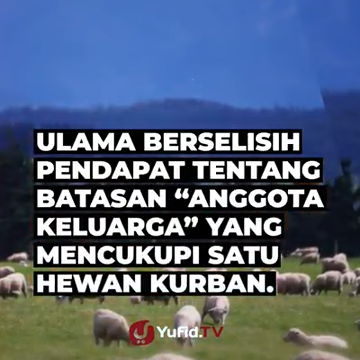 ULAMA BERSELISIH
PENDAPAT TENTANG
BATASAN “ANGGOTA
KELUARGA” YANG
MENCUKUPI SATU
HEWAN KURBAN.
Yufid.TV